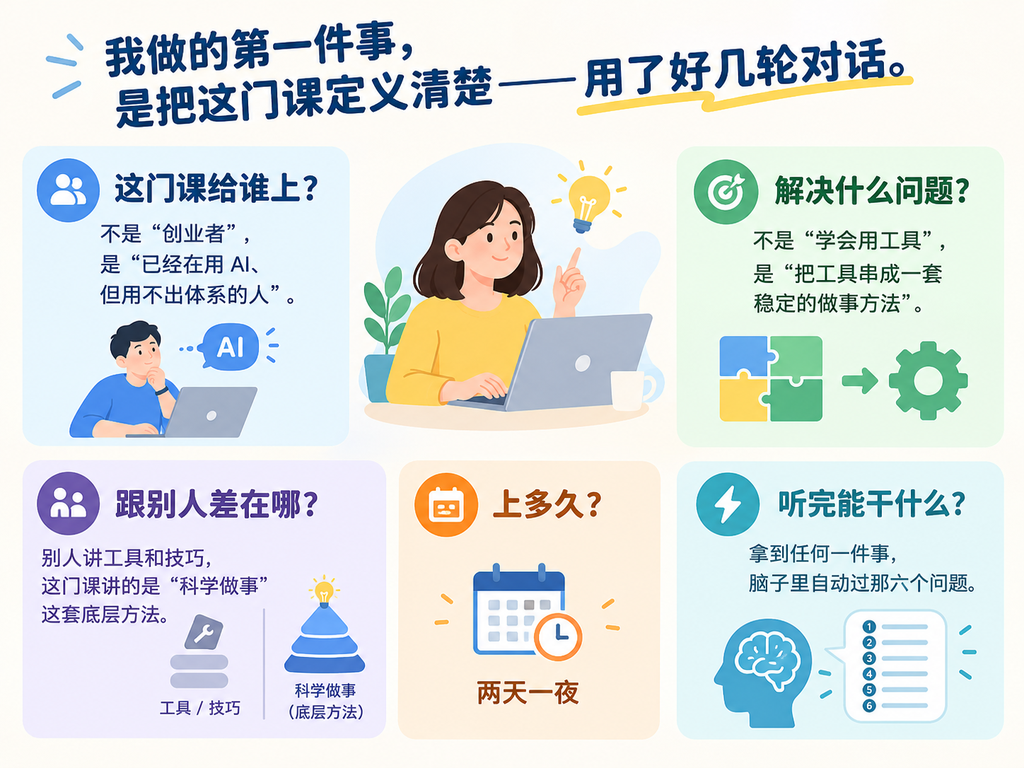 我做的第一件事，
是把这门课定义清楚——用了好几轮对话。
这门课给谁上？
不是“创业者”，
是“已经在用 AI、
但用不出体系的人”。
AI
解决什么问题？
不是“学会用工具”，
是“把工具串成一套
稳定的做事方法”。
跟别人差在哪？
别人讲工具和技巧，
这门课讲的是“科学做事”
这套底层方法。
工具 / 技巧
科学做事
（底层方法）
上多久？
两天一夜
听完能干什么？
拿到任何一件事，
脑子里自动过那六个问题。
1
2
3
4
5
6